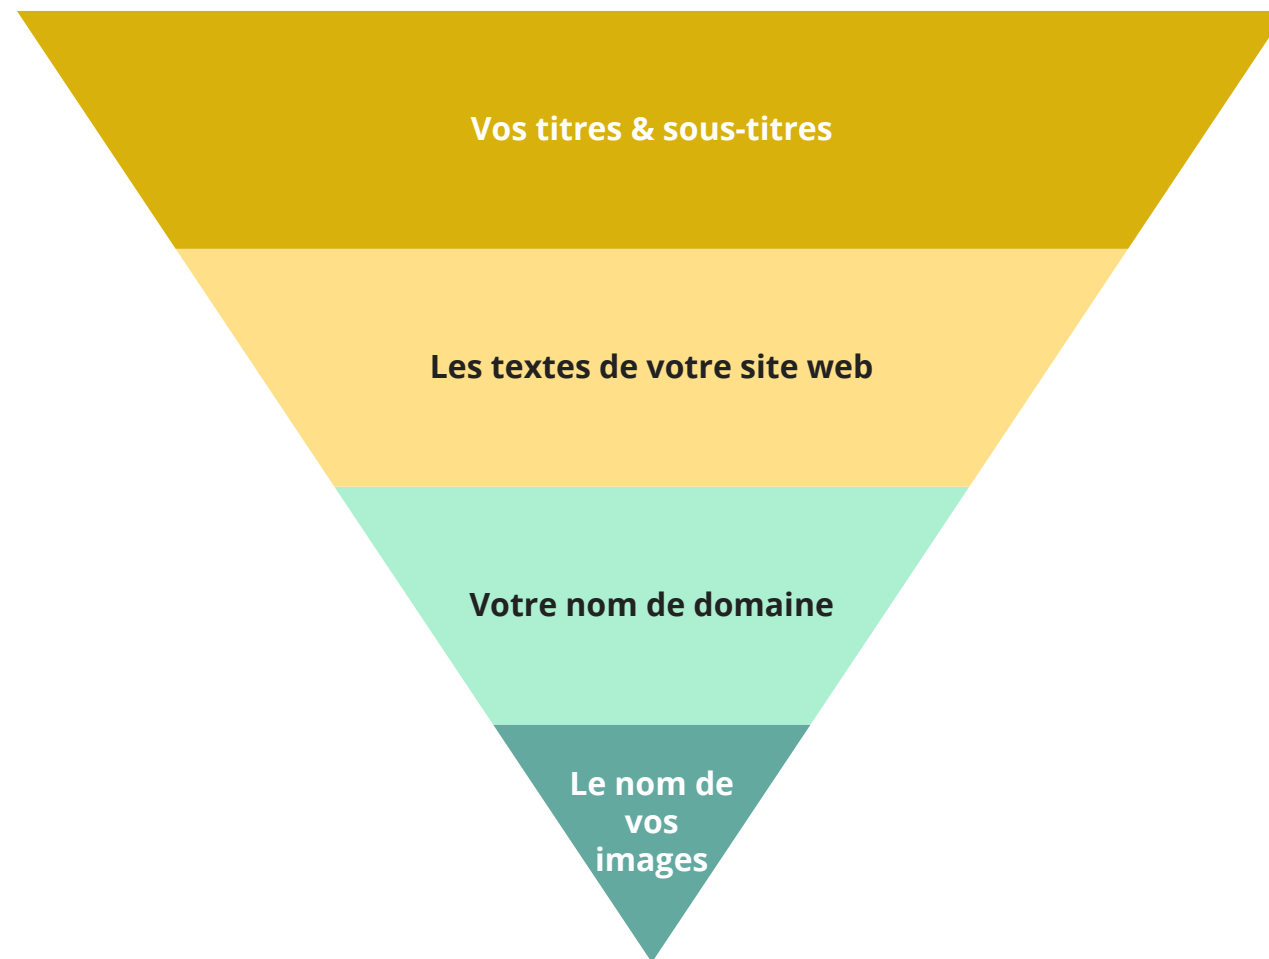 Vos titres & sous-titres
Les textes de votre site web
Votre nom de domaine
Le nom de
vos
images